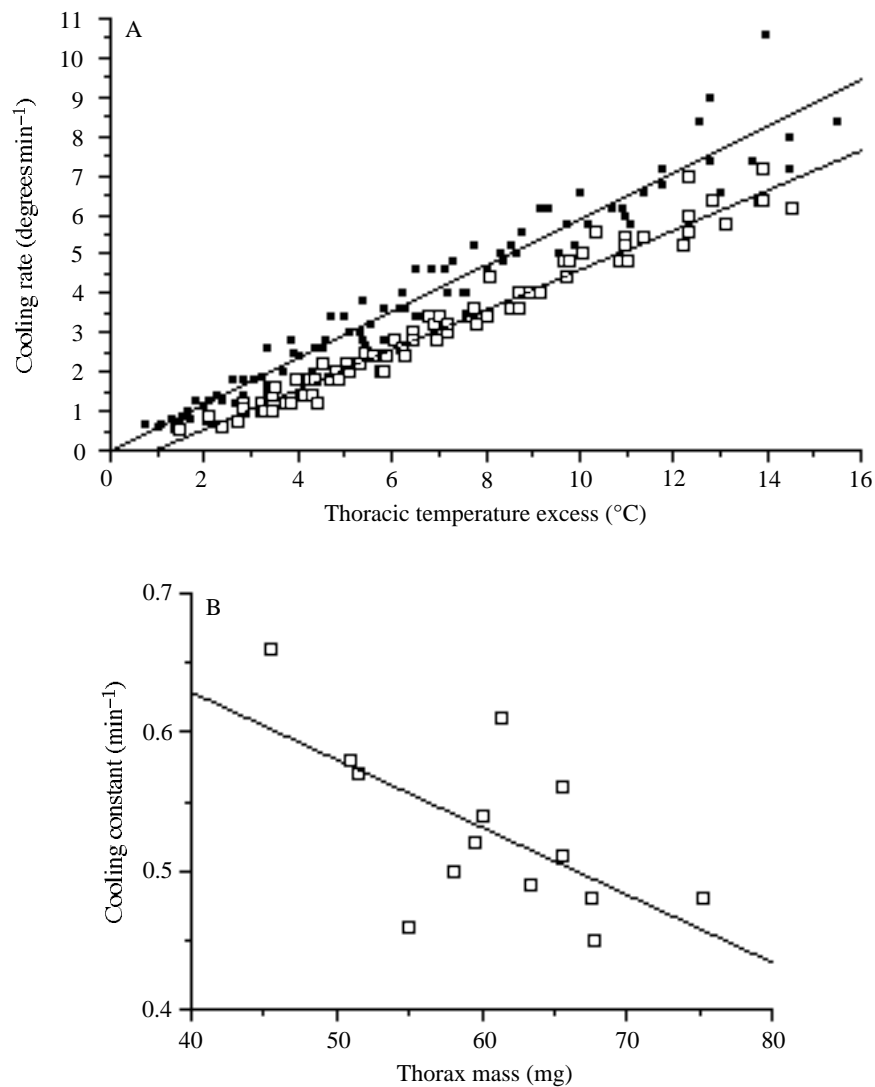 A
11
10
9
8
7
6
5
4
3
2
1
0
Cooling rate (degreesmin⁻¹)
0 2 4 6 8 10 12 14 16
Thoracic temperature excess (°C)
B
0.7
0.6
0.5
0.4
Cooling constant (min⁻¹)
40 50 60 70 80
Thorax mass (mg)